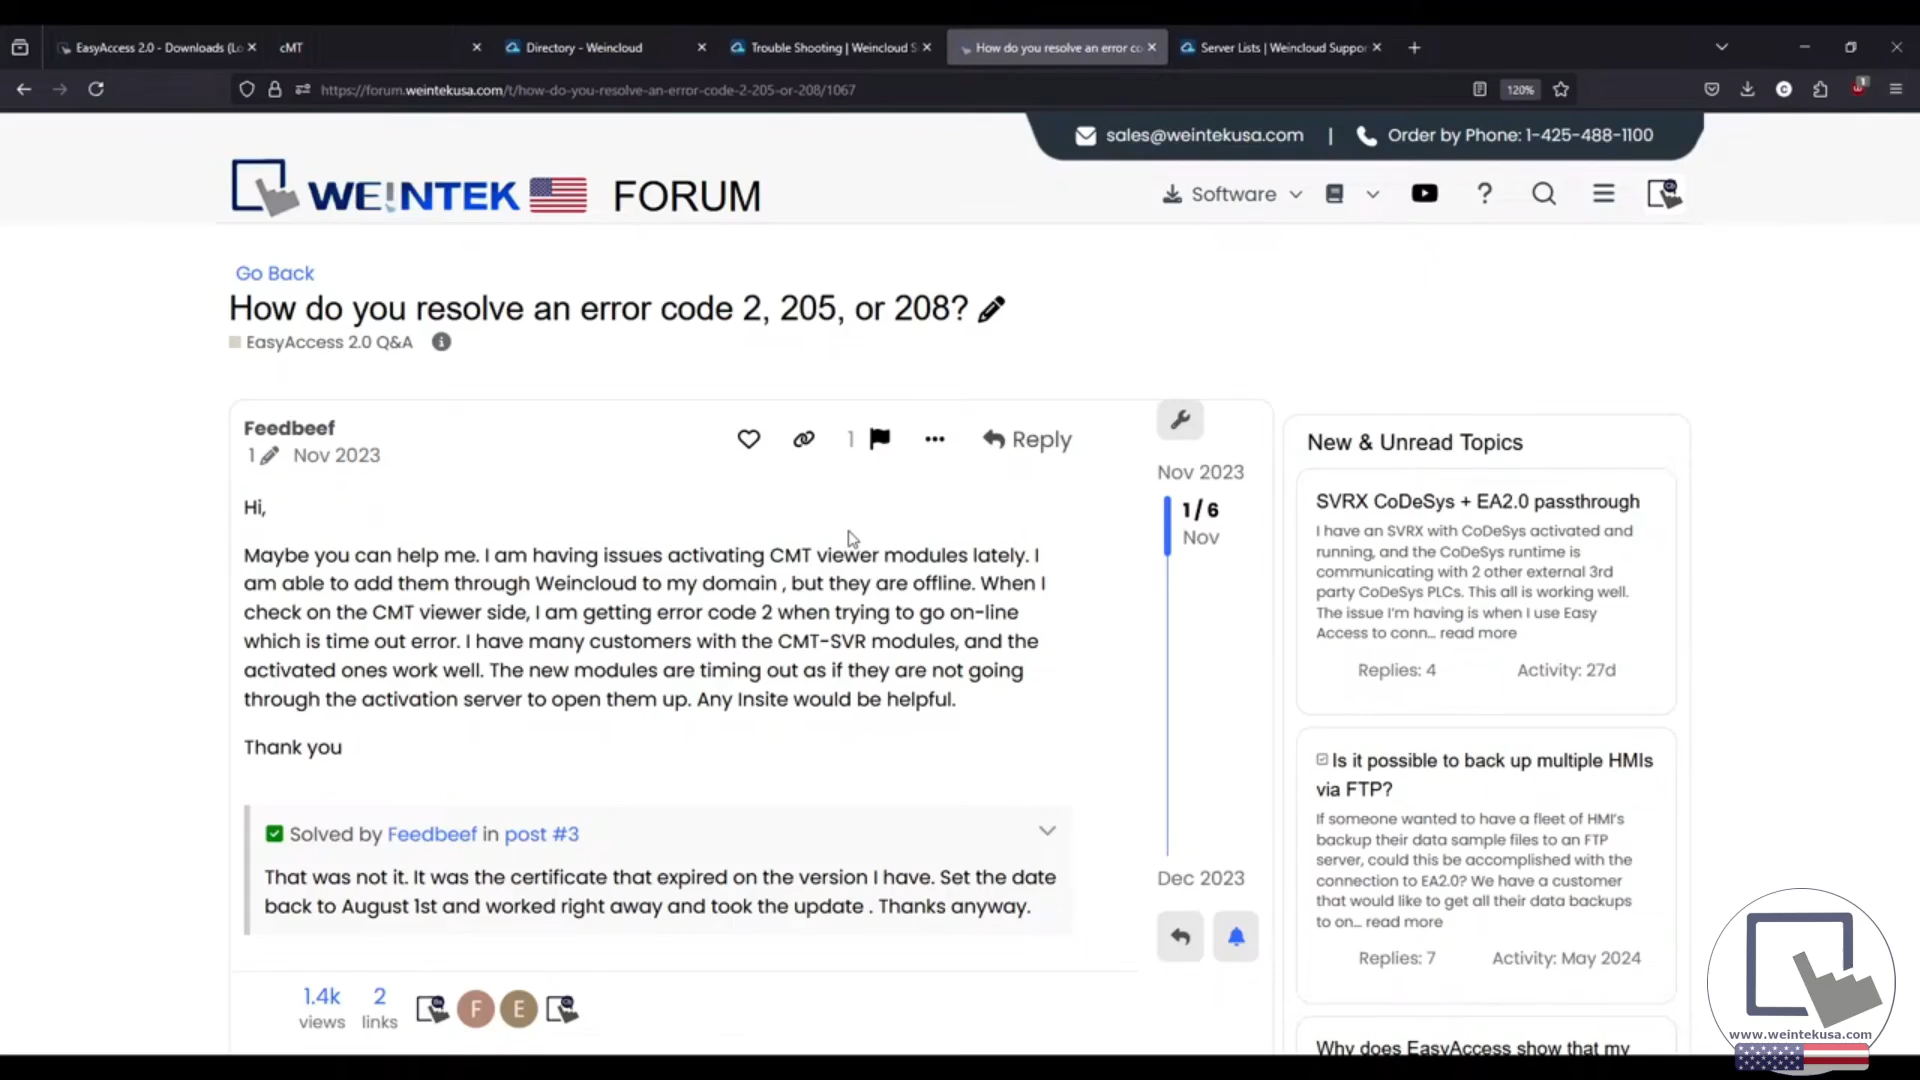 EasyAccess 2.0 - Downloads (Lo
cMT
Directory - Weincloud
Trouble Shooting | Weincloud S
How do you resolve an error co
Server Lists | Weincloud Suppor
https://forum.weintekusa.com/t/how-do-you-resolve-an-error-code-2-205-or-208/1067
120%
1
sales@weintekusa.com | Order by Phone: 1-425-488-1100
WEINTEK FORUM
Software
Go Back
How do you resolve an error code 2, 205, or 208?
EasyAccess 2.0 Q&A
Feedbeef
1 Nov 2023
1
Reply
Hi,
Maybe you can help me. I am having issues activating CMT viewer modules lately. I
am able to add them through Weincloud to my domain , but they are offline. When I
check on the CMT viewer side, I am getting error code 2 when trying to go on-line
which is time out error. I have many customers with the CMT-SVR modules, and the
activated ones work well. The new modules are timing out as if they are not going
through the activation server to open them up. Any Insite would be helpful.
Thank you
Solved by Feedbeef in post #3
That was not it. It was the certificate that expired on the version I have. Set the date
back to August 1st and worked right away and took the update . Thanks anyway.
1.4k
views
2
links
F
E
Nov 2023
1 / 6
Nov
Dec 2023
New & Unread Topics
SVRX CoDeSys + EA2.0 passthrough
I have an SVRX with CoDeSys activated and
running, and the CoDeSys runtime is
communicating with 2 other external 3rd
party CoDeSys PLCs. This all is working well.
The issue I'm having is when I use Easy
Access to conn... read more
Replies: 4
Activity: 27d
Is it possible to back up multiple HMIs
via FTP?
If someone wanted to have a fleet of HMI's
backup their data sample files to an FTP
server, could this be accomplished with the
connection to EA2.0? We have a customer
that would like to get all their data backups
to on... read more
Replies: 7
Activity: May 2024
Why does EasyAccess show that my
www.weintekusa.com